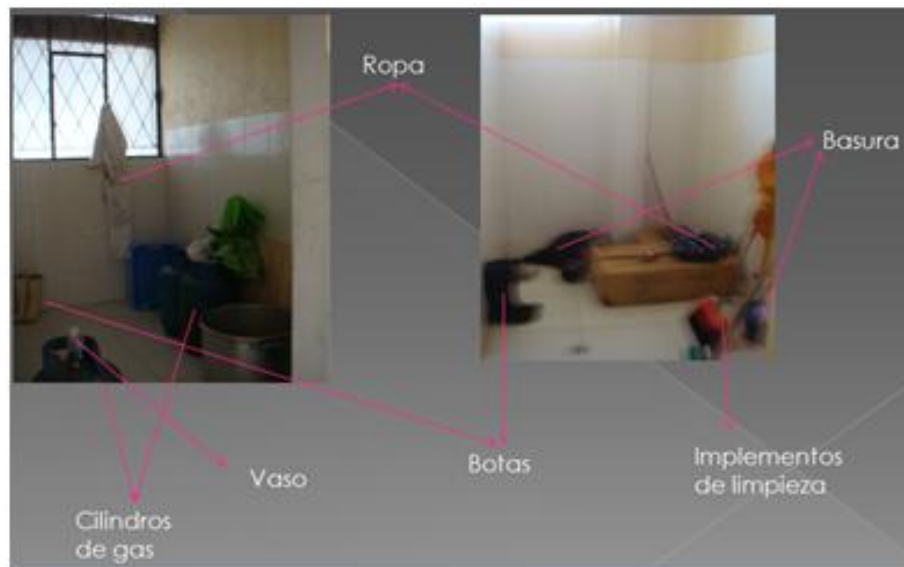 Ropa
Basura
Botas
Vaso
Implementos
de limpieza
Cilindros
de gas